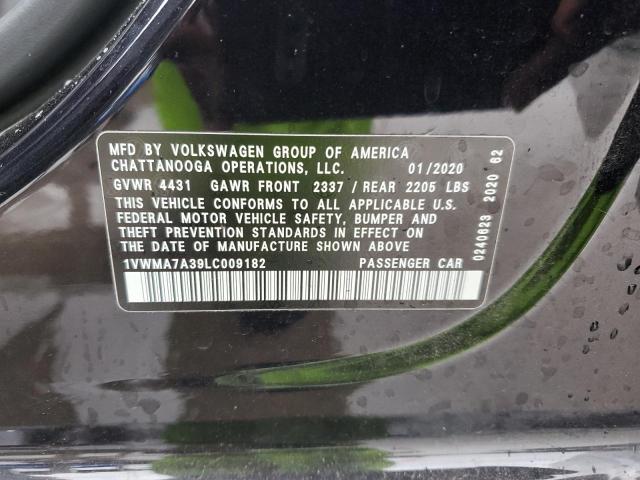 MFD BY VOLKSWAGEN GROUP OF AMERICA
CHATTANOOGA OPERATIONS, LLC. 01/2020
GVWR 4431 GAWR FRONT 2337 / REAR 2205 LBS
THIS VEHICLE CONFORMS TO ALL APPLICABLE U.S.
FEDERAL MOTOR VEHICLE SAFETY, BUMPER AND
THEFT PREVENTION STANDARDS IN EFFECT ON
THE DATE OF MANUFACTURE SHOWN ABOVE
1VWMA7A39LC009182 PASSENGER CAR
0240623 2020 62